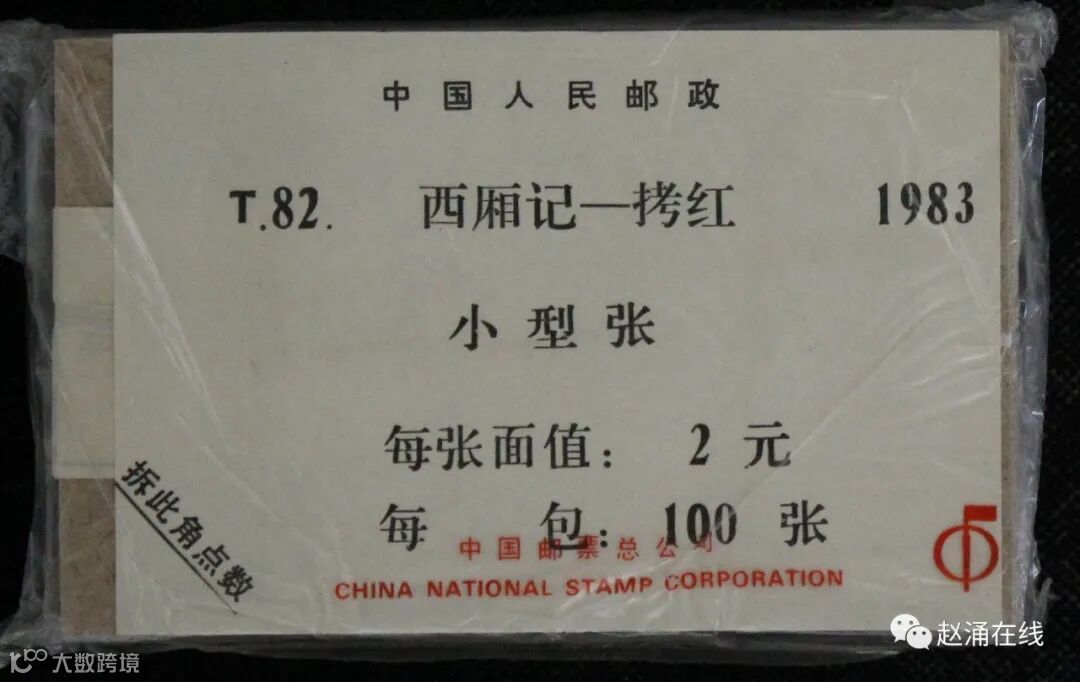 中国人民邮政
T.82. 西厢记—拷红 1983
小型张
每张面值: 2 元
每 包: 100 张
拆此角点数
中国邮票总公司
CHINA NATIONAL STAMP CORPORATION
赵涌在线
大数跨境